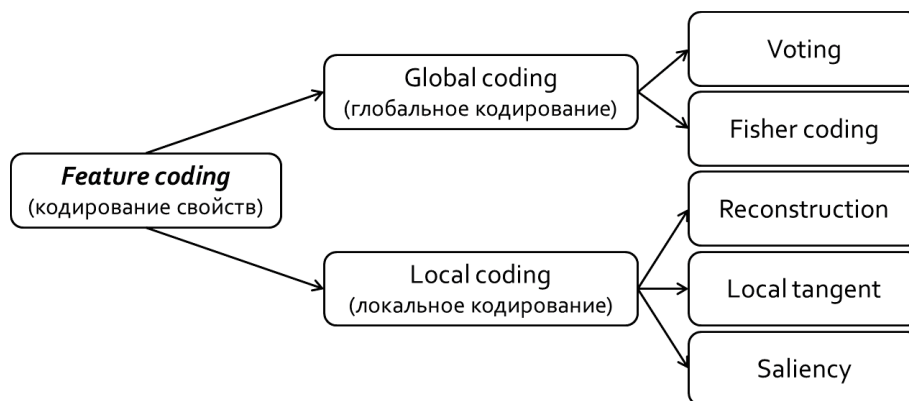 Feature coding
(кодирование свойств)
Global coding
(глобальное кодирование)
Local coding
(локальное кодирование)
Voting
Fisher coding
Reconstruction
Local tangent
Saliency